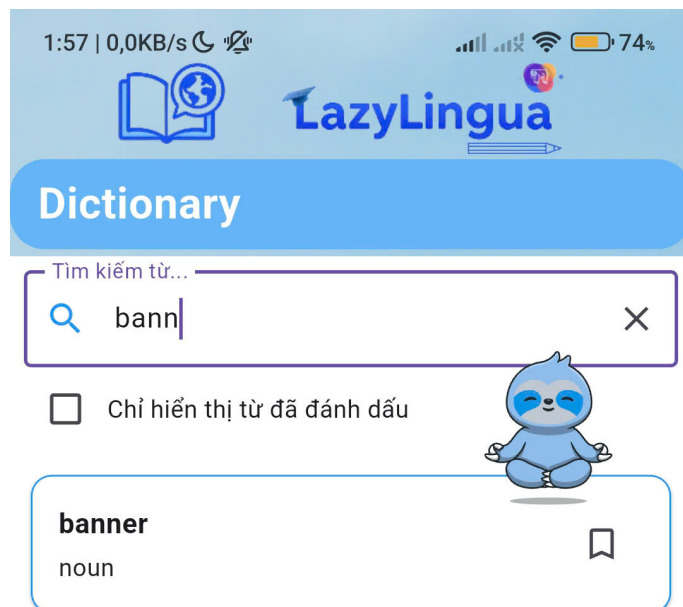 1:57 | 0,0KB/s 74%
LazyLingua
Dictionary
Tìm kiếm từ...
bann
Chỉ hiển thị từ đã đánh dấu
banner
noun